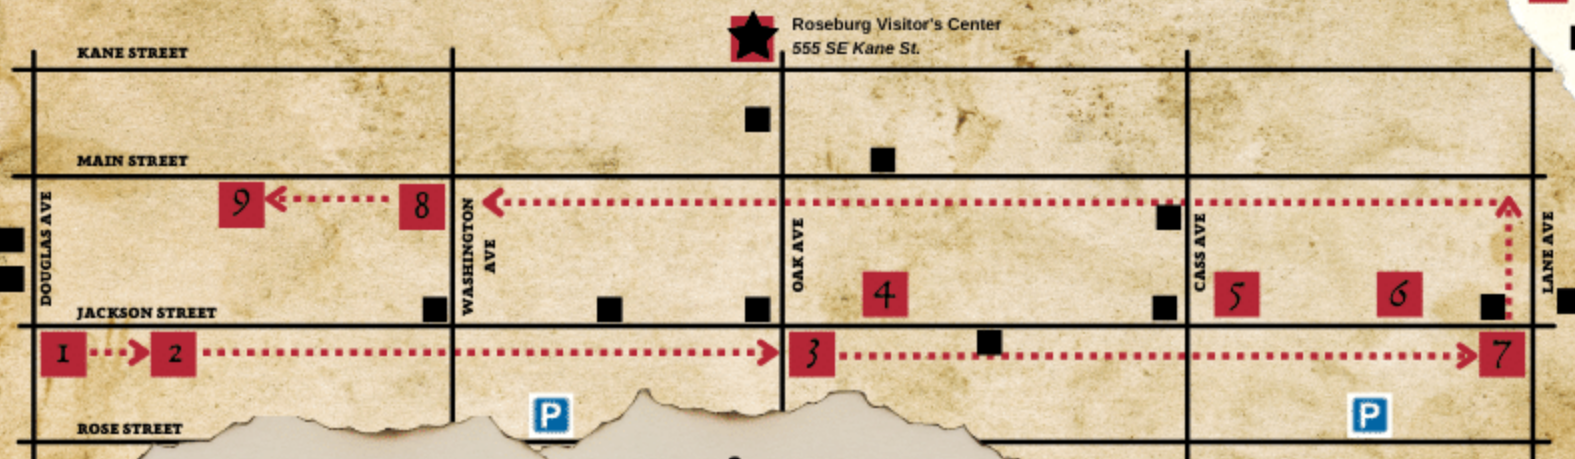 Roseburg Visitor's Center
555 SE Kane St.
KANE STREET
MAIN STREET
9
8
DOUGLAS AVE
WASHINGTON
AVE
OAK AVE
CASS AVE
LANE AVE
4
5
6
JACKSON STREET
1
2
3
7
P
P
ROSE STREET